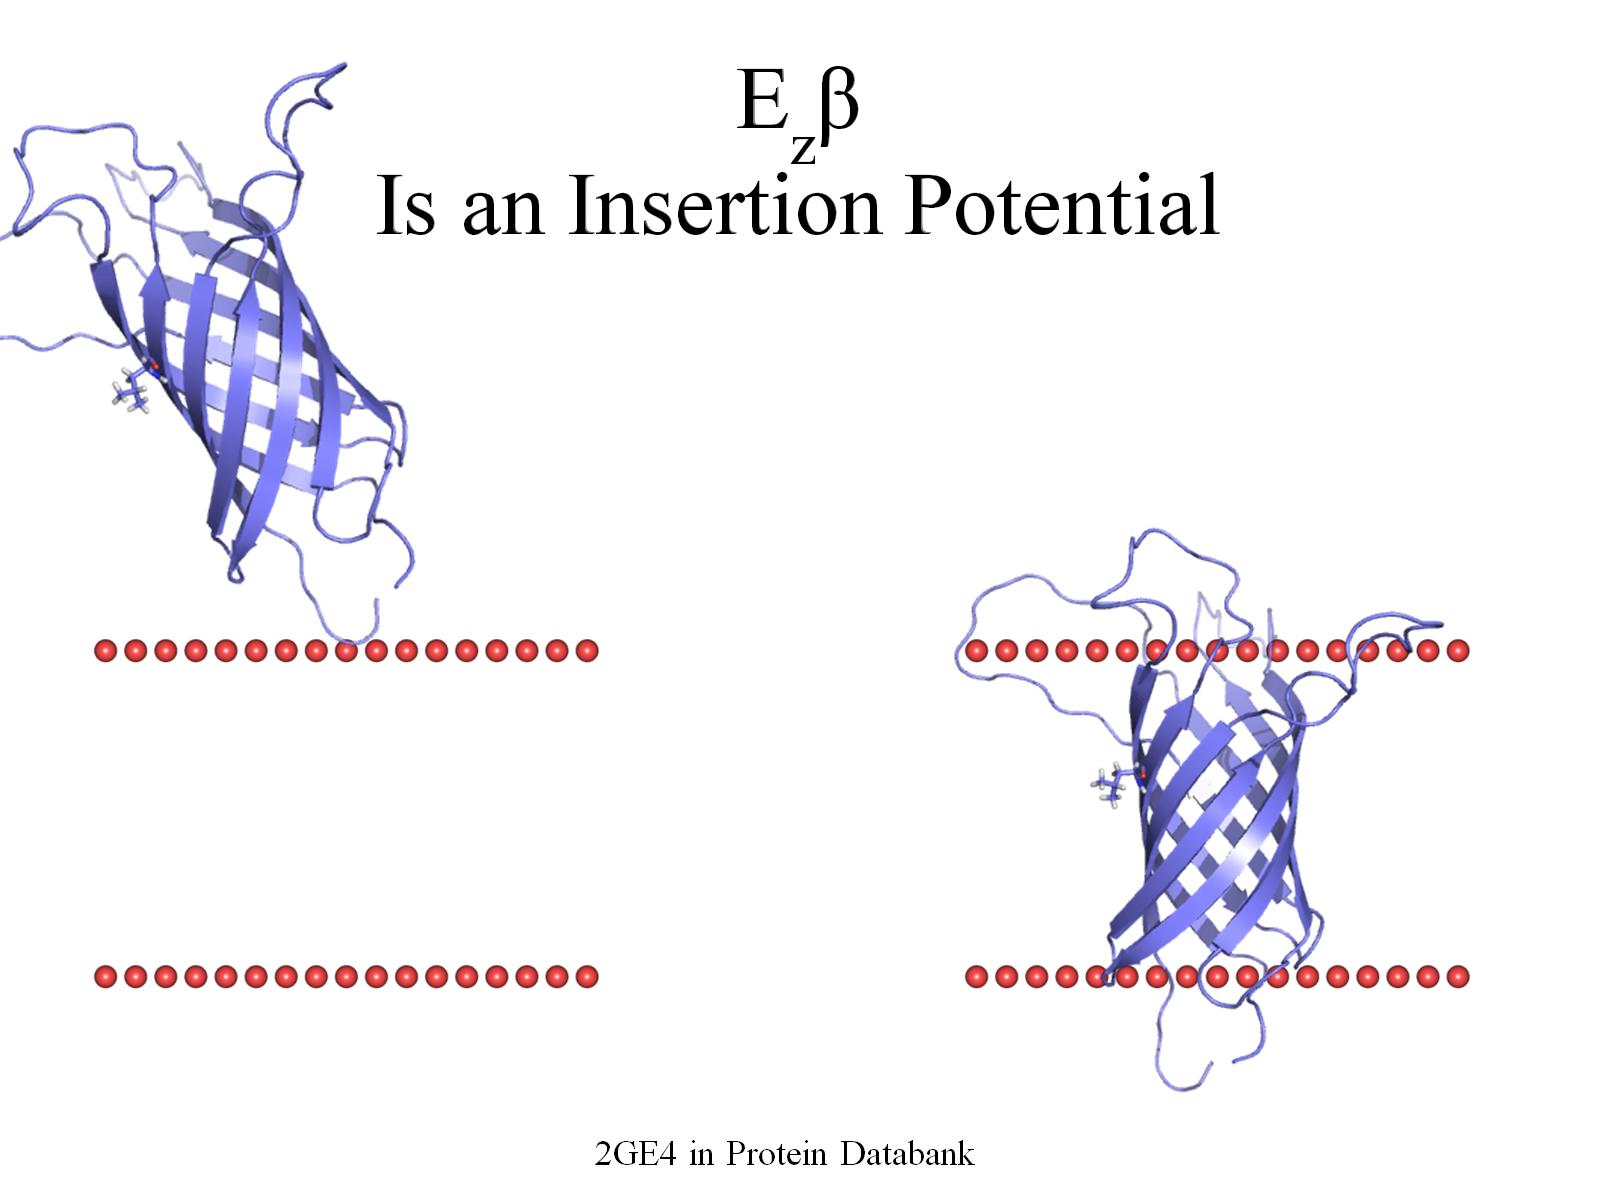 E_zβ
Is an Insertion Potential
2GE4 in Protein Databank